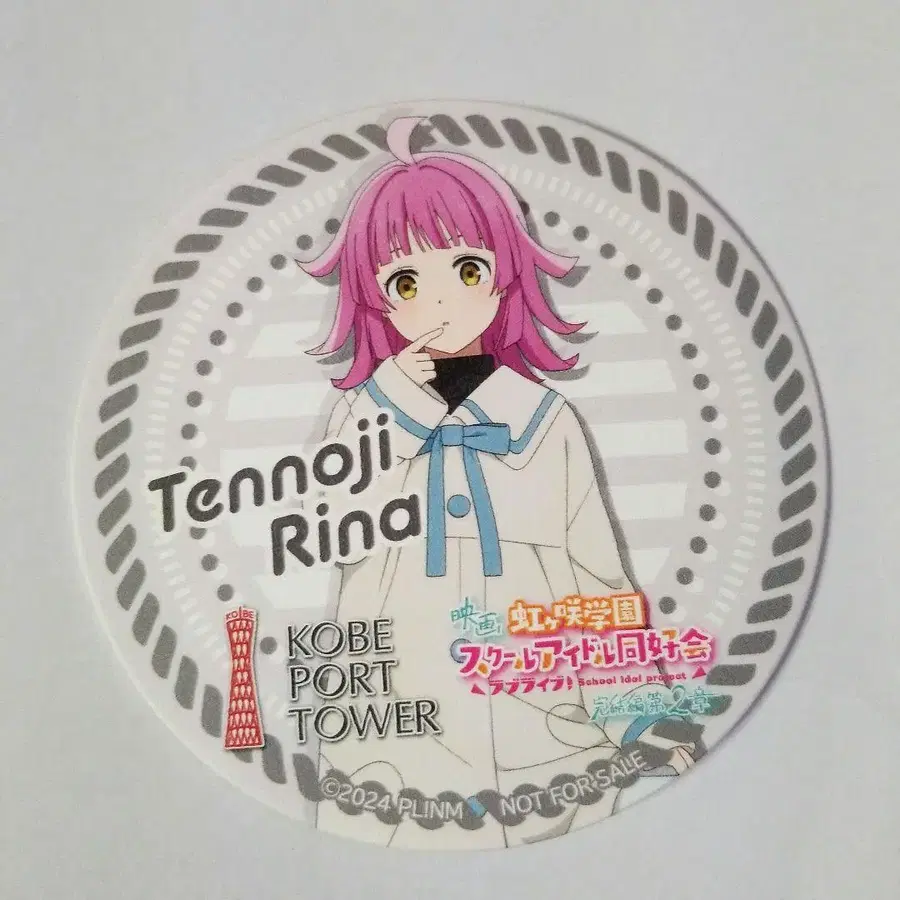 Tennoji
Rina
KOBE
KOBE
PORT
TOWER
映画
虹ヶ咲学園
スクールアイドル同好会
ラブライブ! School idol project
完結編 第2章
©2024 PLINM NOT FOR SALE